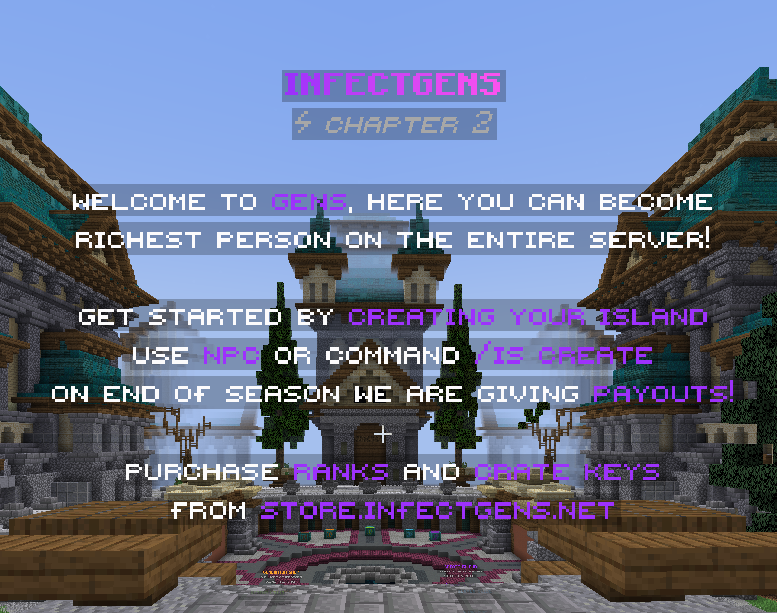 INFECTGENS
⚡ CHAPTER 2
WELCOME TO GENS, HERE YOU CAN BECOME
RICHEST PERSON ON THE ENTIRE SERVER!
GET STARTED BY CREATING YOUR ISLAND
USE NPC OR COMMAND /IS CREATE
ON END OF SEASON WE ARE GIVING PAYOUTS!
PURCHASE RANKS AND CRATE KEYS
FROM STORE.INFECTGENS.NET